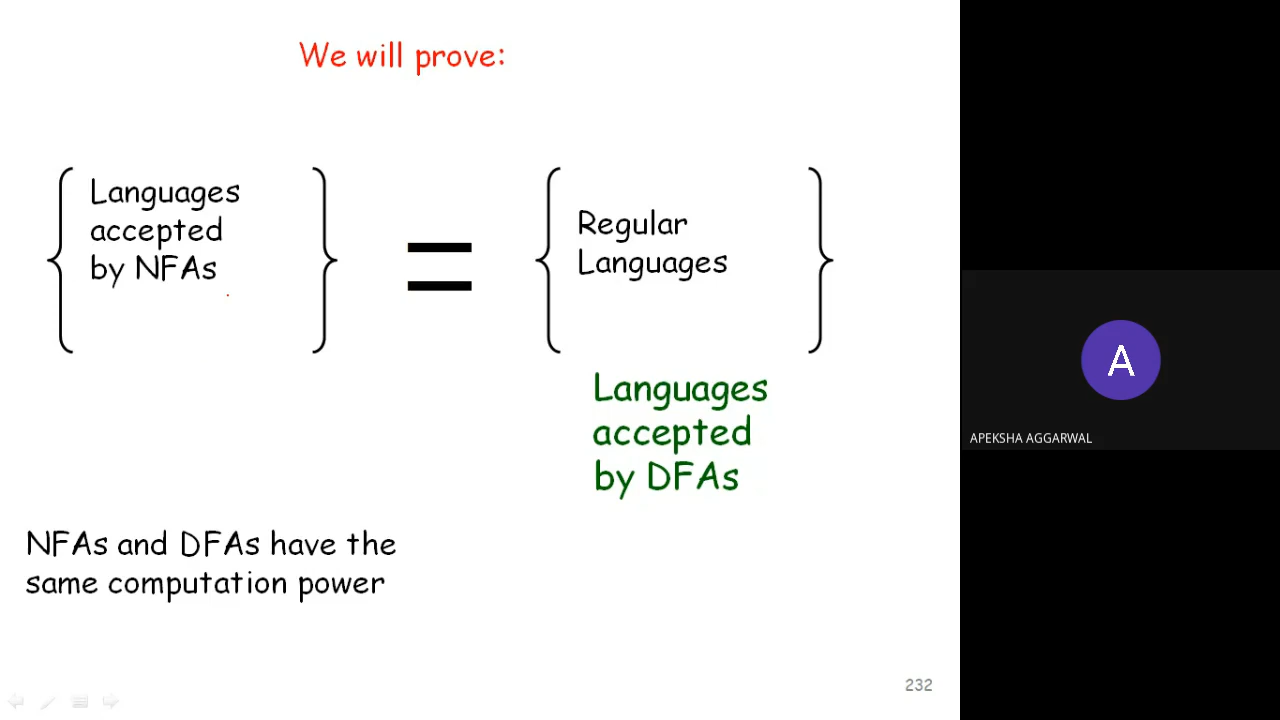 We will prove:
Languages
accepted
by NFAs
=
Regular
Languages
Languages
accepted
by DFAs
NFAs and DFAs have the
same computation power
232
A
APEKSHA AGGARWAL